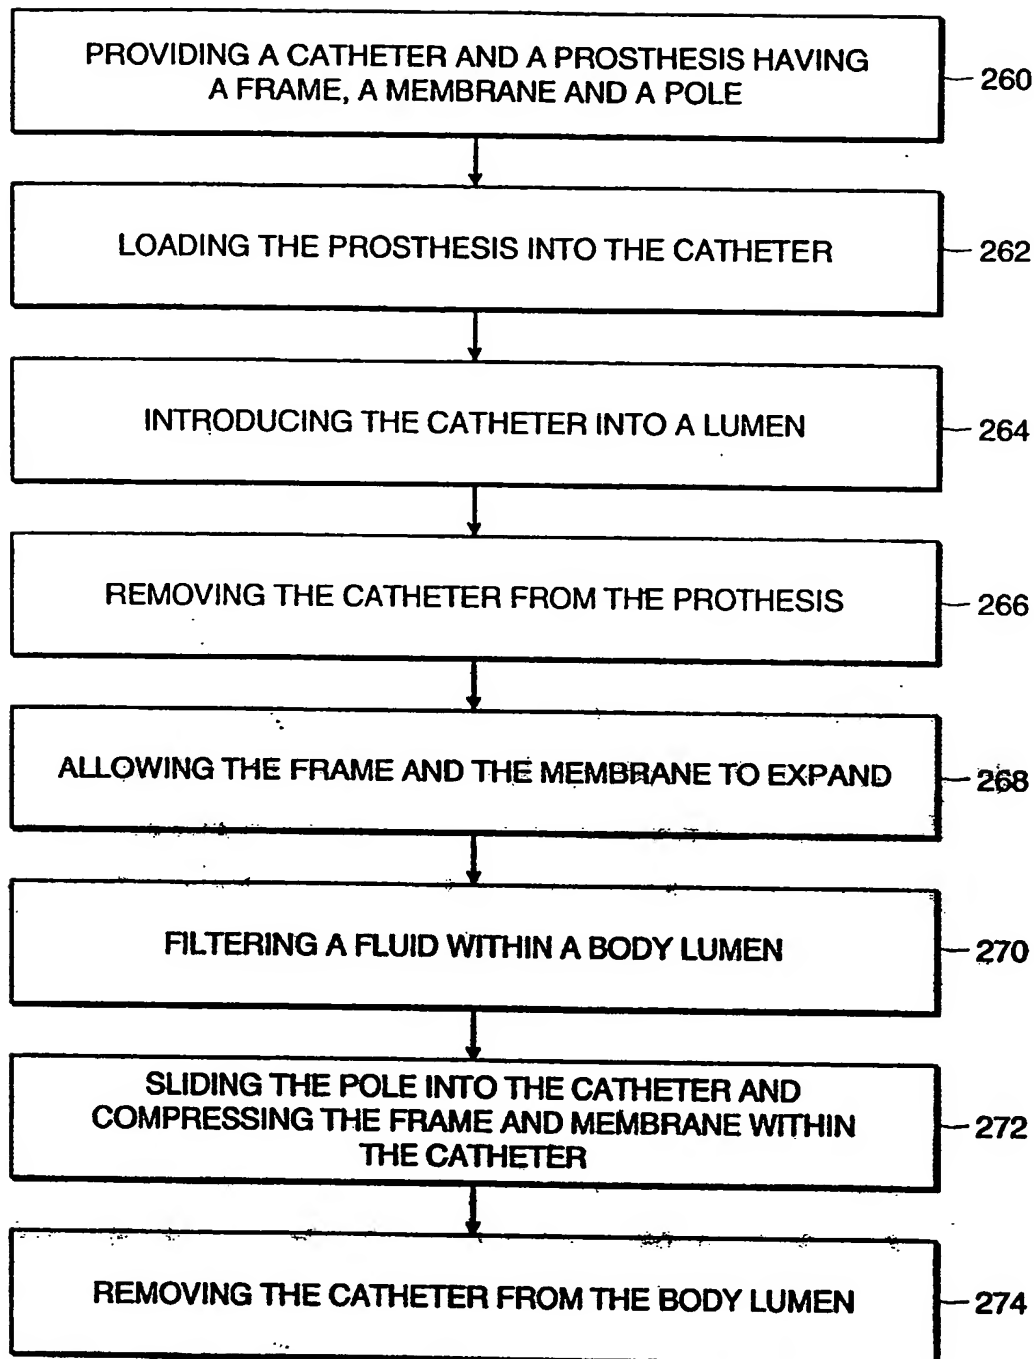 PROVIDING A CATHETER AND A PROSTHESIS HAVING
A FRAME, A MEMBRANE AND A POLE
260
LOADING THE PROSTHESIS INTO THE CATHETER
262
INTRODUCING THE CATHETER INTO A LUMEN
264
REMOVING THE CATHETER FROM THE PROTHESIS
266
ALLOWING THE FRAME AND THE MEMBRANE TO EXPAND
268
FILTERING A FLUID WITHIN A BODY LUMEN
270
SLIDING THE POLE INTO THE CATHETER AND
COMPRESSING THE FRAME AND MEMBRANE WITHIN
THE CATHETER
272
REMOVING THE CATHETER FROM THE BODY LUMEN
274